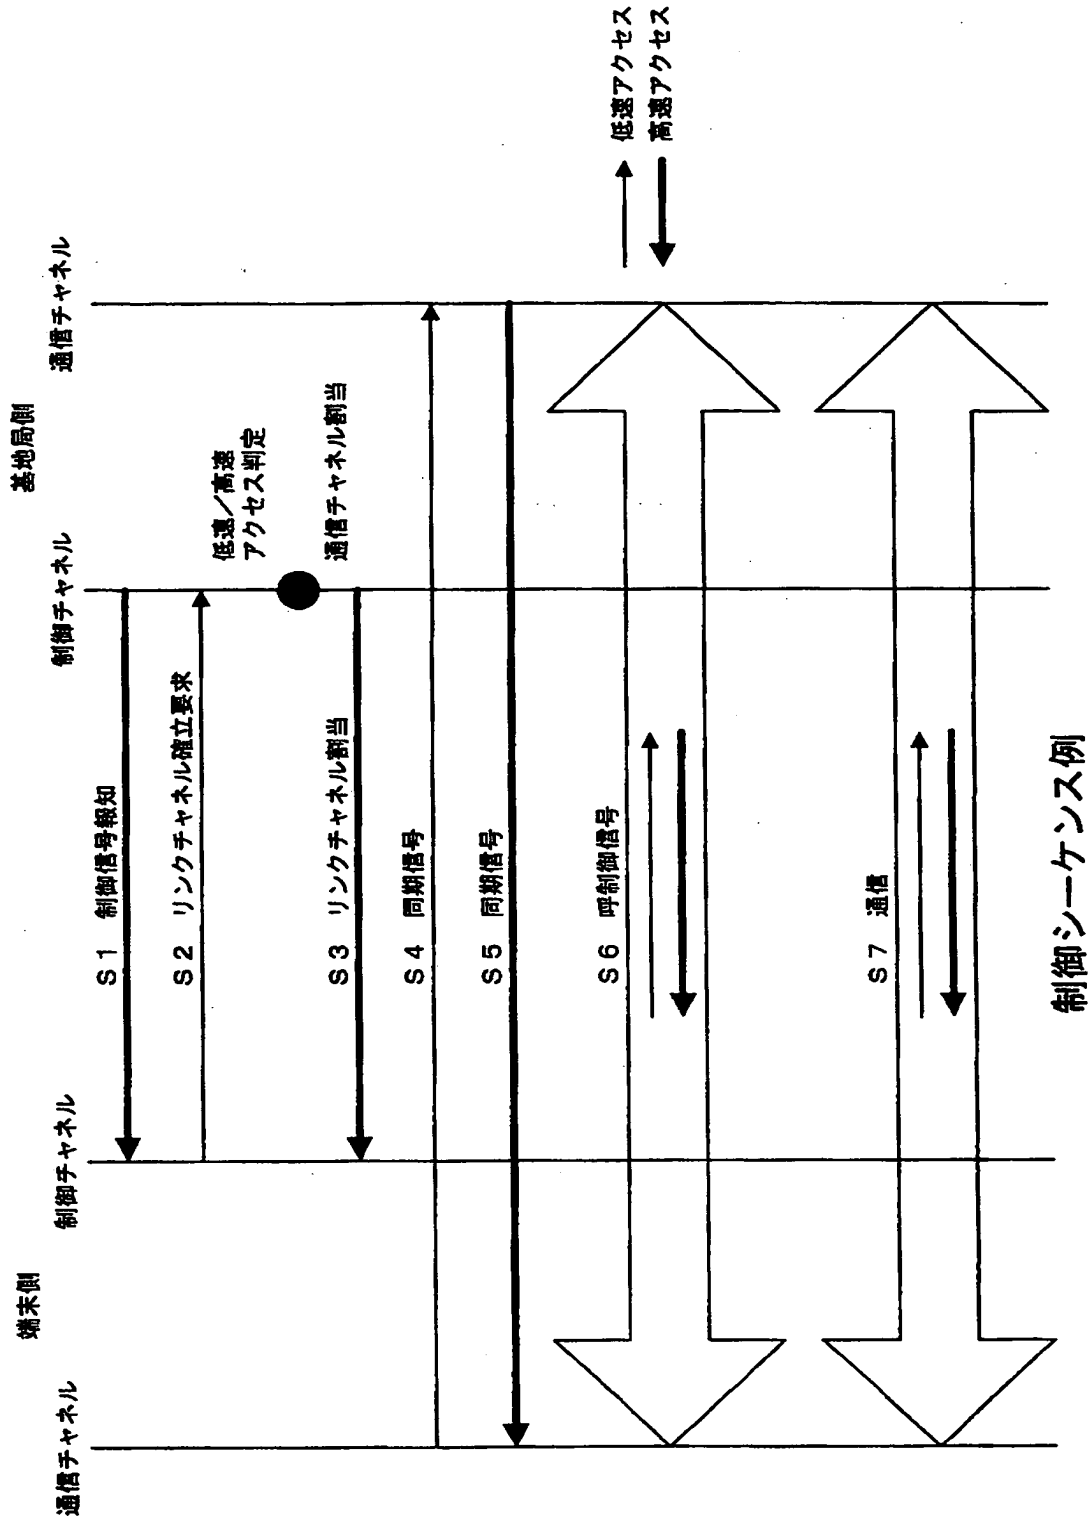 端末側
基地局側
通信チャネル
制御チャネル
制御チャネル
通信チャネル
S1 制御信号報知
S2 リンクチャネル確立要求
低速／高速
アクセス判定
S3 リンクチャネル割当
通信チャネル割当
S4 同期信号
S5 同期信号
S6 呼制御信号
低速アクセス
高速アクセス
S7 通信
制御シーケンス例